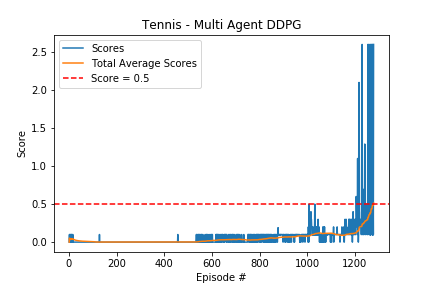 Tennis - Multi Agent DDPG
Scores
Total Average Scores
Score = 0.5
2.5
2.0
1.5
1.0
0.5
0.0
Score
0 200 400 600 800 1000 1200
Episode #